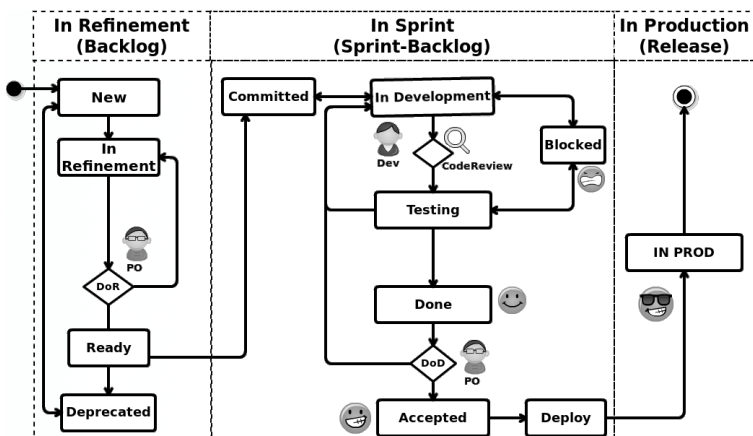 In Refinement
(Backlog)
In Sprint
(Sprint-Backlog)
In Production
(Release)
New
In
Refinement
PO
DoR
Ready
Deprecated
Committed
In Development
Dev
CodeReview
Blocked
Testing
Done
DoD
PO
Accepted
Deploy
IN PROD